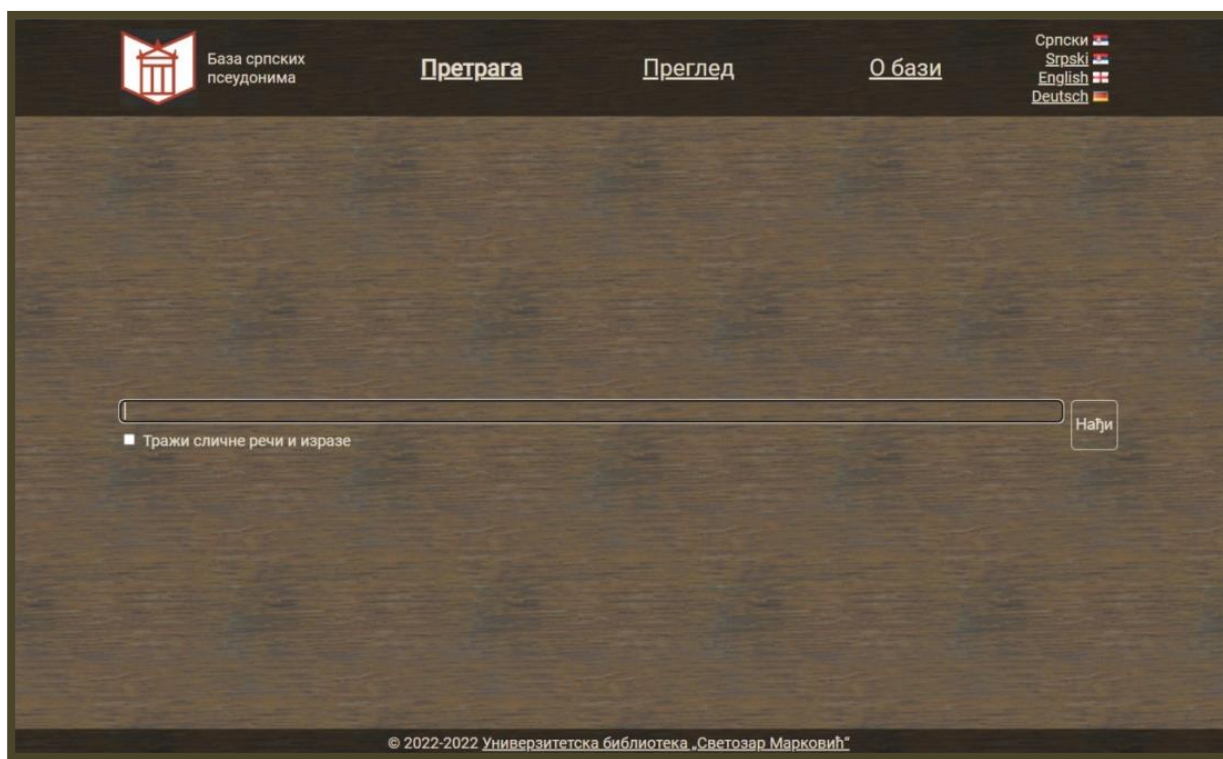 База српских
псеудонима
Претрага
Преглед
О бази
Српски
Srpski
English
Deutsch
Нађи
Тражи сличне речи и изразе
© 2022-2022 Универзитетска библиотека „Светозар Марковић“